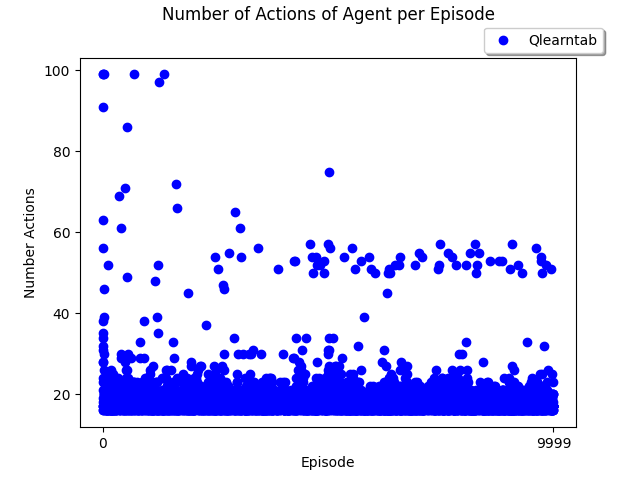 Number of Actions of Agent per Episode
Qlearntab
100
80
60
40
20
Number Actions
0
9999
Episode